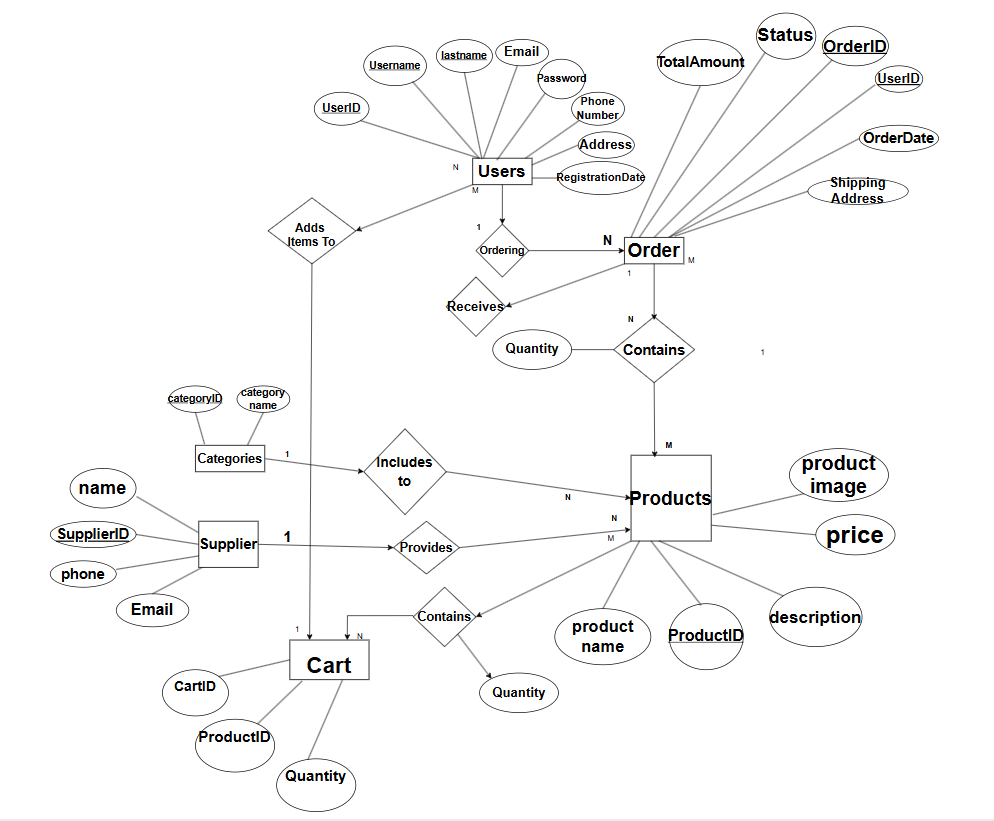 Status
OrderID
TotalAmount
Username
lastname
Email
Password
UserID
UserID
Phone
Number
Address
OrderDate
RegistrationDate
Shipping
Address
N
Users
M
1
Adds
Items To
Ordering
N
Order
M
1
Receives
N
Quantity
Contains
1
categoryID
category
name
M
Categories
1
Includes
to
N
Products
product
image
name
SupplierID
Supplier
1
Provides
N
M
price
phone
Email
Contains
product
name
ProductID
description
1
N
Cart
CartID
Quantity
ProductID
Quantity